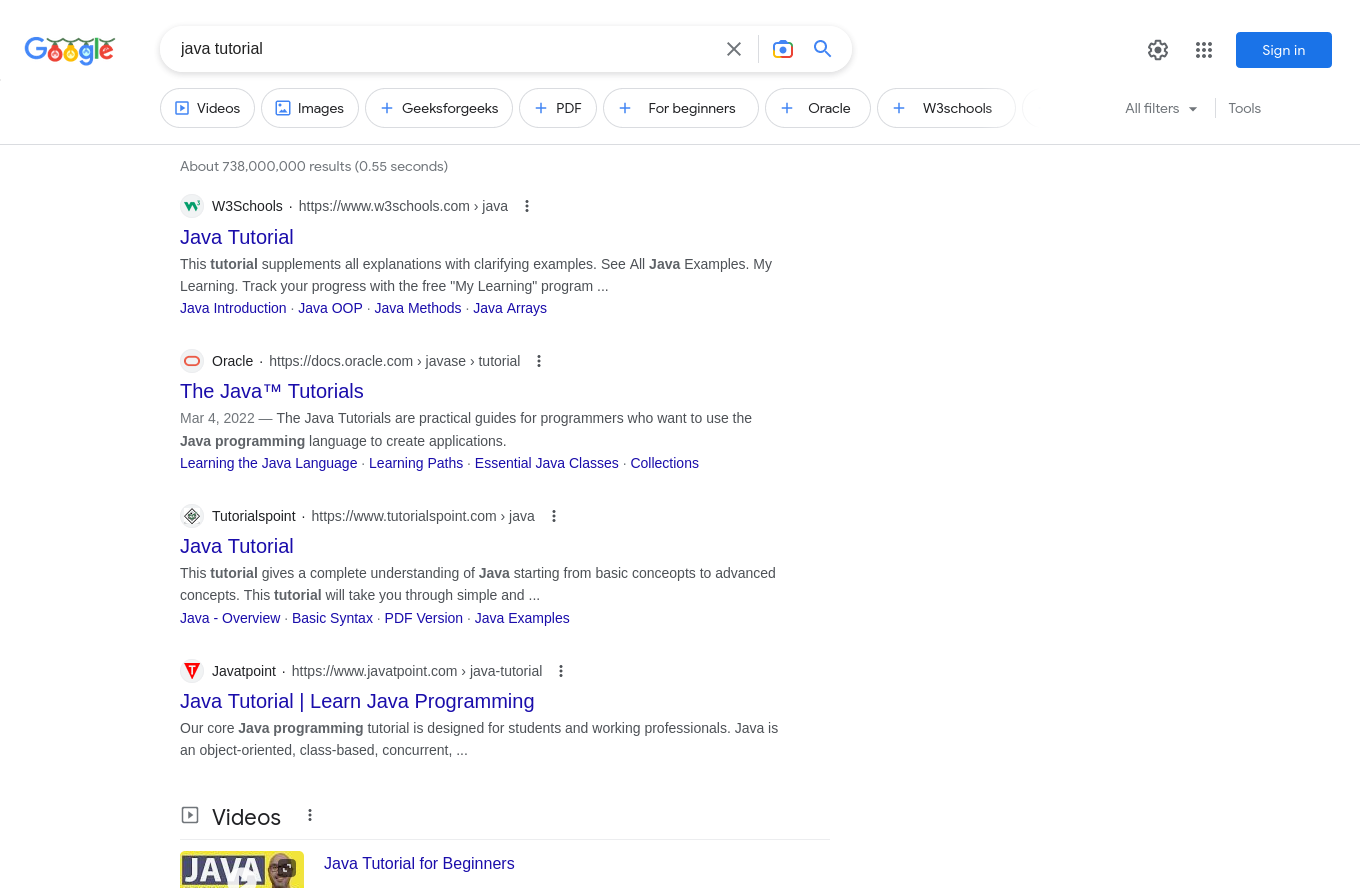 Google
java tutorial
Sign in
Videos
Images
Geeksforgeeks
PDF
For beginners
Oracle
W3schools
All filters
Tools
About 738,000,000 results (0.55 seconds)
W3Schools · https://www.w3schools.com › java
Java Tutorial
This tutorial supplements all explanations with clarifying examples. See All Java Examples. My
Learning. Track your progress with the free "My Learning" program ...
Java Introduction · Java OOP · Java Methods · Java Arrays
Oracle · https://docs.oracle.com › javase › tutorial
The Java™ Tutorials
Mar 4, 2022 — The Java Tutorials are practical guides for programmers who want to use the
Java programming language to create applications.
Learning the Java Language · Learning Paths · Essential Java Classes · Collections
Tutorialspoint · https://www.tutorialspoint.com › java
Java Tutorial
This tutorial gives a complete understanding of Java starting from basic conceopts to advanced
concepts. This tutorial will take you through simple and ...
Java - Overview · Basic Syntax · PDF Version · Java Examples
Javatpoint · https://www.javatpoint.com › java-tutorial
Java Tutorial | Learn Java Programming
Our core Java programming tutorial is designed for students and working professionals. Java is
an object-oriented, class-based, concurrent, ...
Videos
JAVA
Java Tutorial for Beginners